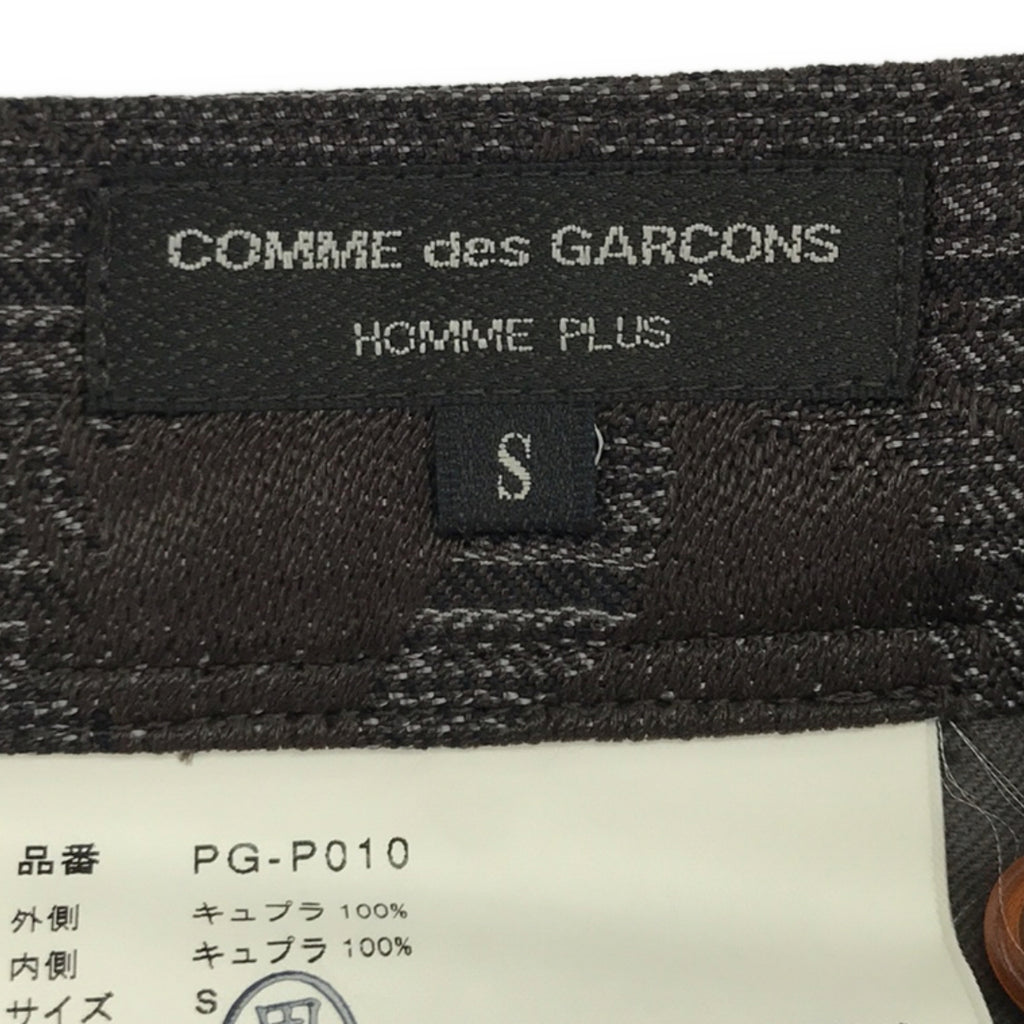 COMME des GARÇONS
HOMME PLUS
S
品番 PG-P010
外側 キュプラ 100%
内側 キュプラ 100%
サイズ S